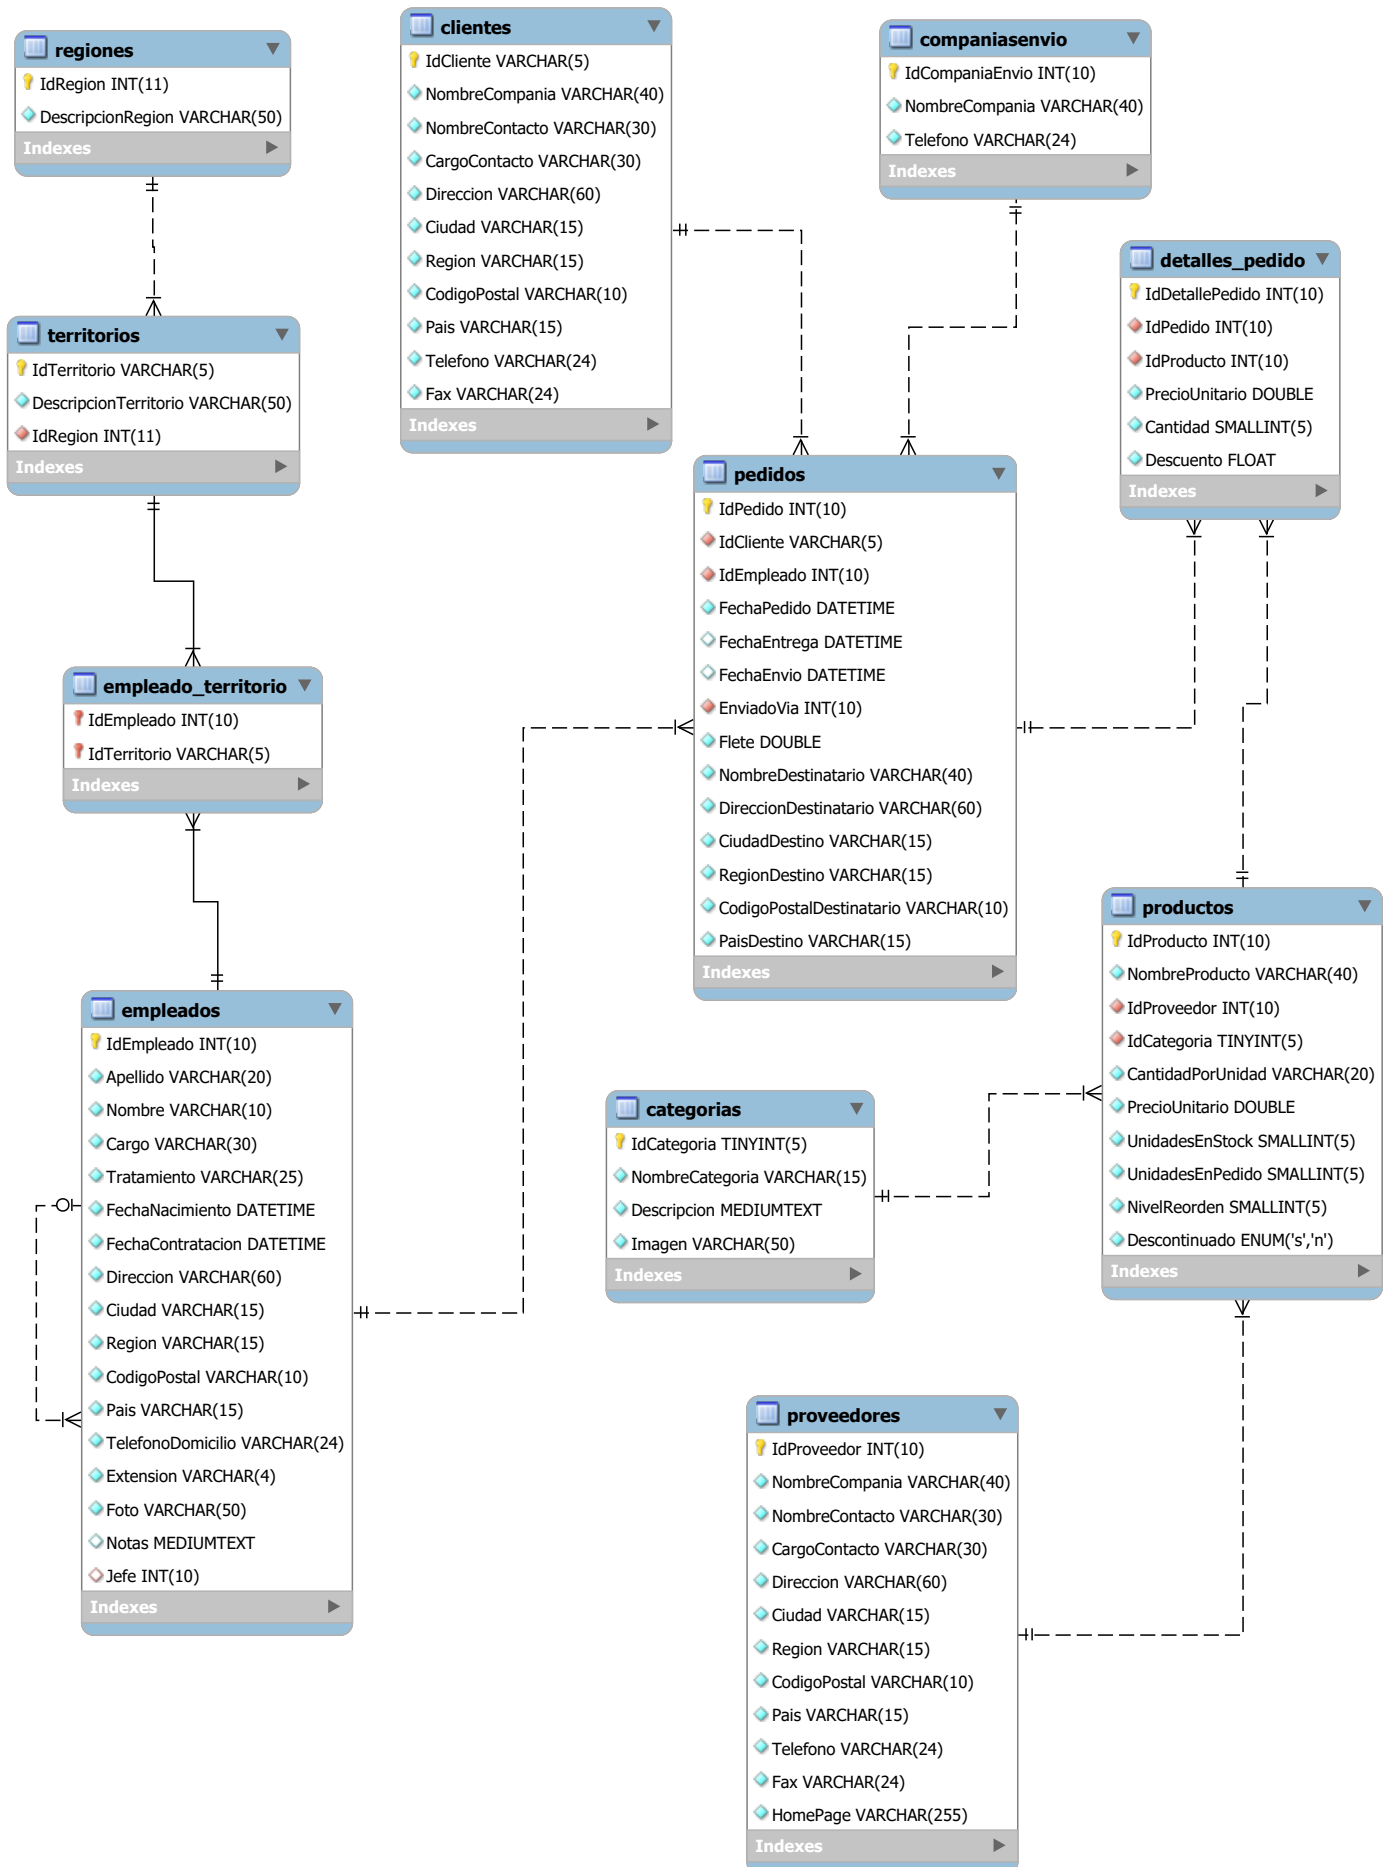 regiones
IdRegion INT(11)
DescripcionRegion VARCHAR(50)
Indexes
clientes
IdCliente VARCHAR(5)
NombreCompania VARCHAR(40)
NombreContacto VARCHAR(30)
CargoContacto VARCHAR(30)
Direccion VARCHAR(60)
Ciudad VARCHAR(15)
Region VARCHAR(15)
CodigoPostal VARCHAR(10)
Pais VARCHAR(15)
Telefono VARCHAR(24)
Fax VARCHAR(24)
Indexes
companiasenvio
IdCompaniaEnvio INT(10)
NombreCompania VARCHAR(40)
Telefono VARCHAR(24)
Indexes
detalles_pedido
IdDetallePedido INT(10)
IdPedido INT(10)
IdProducto INT(10)
PrecioUnitario DOUBLE
Cantidad SMALLINT(5)
Descuento FLOAT
Indexes
territorios
IdTerritorio VARCHAR(5)
DescripcionTerritorio VARCHAR(50)
IdRegion INT(11)
Indexes
pedidos
IdPedido INT(10)
IdCliente VARCHAR(5)
IdEmpleado INT(10)
FechaPedido DATETIME
FechaEntrega DATETIME
FechaEnvio DATETIME
EnviadoVia INT(10)
Flete DOUBLE
NombreDestinatario VARCHAR(40)
DireccionDestinatario VARCHAR(60)
CiudadDestino VARCHAR(15)
RegionDestino VARCHAR(15)
CodigoPostalDestinatario VARCHAR(10)
PaisDestino VARCHAR(15)
Indexes
empleado_territorio
IdEmpleado INT(10)
IdTerritorio VARCHAR(5)
Indexes
productos
IdProducto INT(10)
NombreProducto VARCHAR(40)
IdProveedor INT(10)
IdCategoria TINYINT(5)
CantidadPorUnidad VARCHAR(20)
PrecioUnitario DOUBLE
UnidadesEnStock SMALLINT(5)
UnidadesEnPedido SMALLINT(5)
NivelReorden SMALLINT(5)
Descontinuado ENUM('s','n')
Indexes
empleados
IdEmpleado INT(10)
Apellido VARCHAR(20)
Nombre VARCHAR(10)
Cargo VARCHAR(30)
Tratamiento VARCHAR(25)
FechaNacimiento DATETIME
FechaContratacion DATETIME
Direccion VARCHAR(60)
Ciudad VARCHAR(15)
Region VARCHAR(15)
CodigoPostal VARCHAR(10)
Pais VARCHAR(15)
TelefonoDomicilio VARCHAR(24)
Extension VARCHAR(4)
Foto VARCHAR(50)
Notas MEDIUMTEXT
Jefe INT(10)
Indexes
categorias
IdCategoria TINYINT(5)
NombreCategoria VARCHAR(15)
Descripcion MEDIUMTEXT
Imagen VARCHAR(50)
Indexes
proveedores
IdProveedor INT(10)
NombreCompania VARCHAR(40)
NombreContacto VARCHAR(30)
CargoContacto VARCHAR(30)
Direccion VARCHAR(60)
Ciudad VARCHAR(15)
Region VARCHAR(15)
CodigoPostal VARCHAR(10)
Pais VARCHAR(15)
Telefono VARCHAR(24)
Fax VARCHAR(24)
HomePage VARCHAR(255)
Indexes